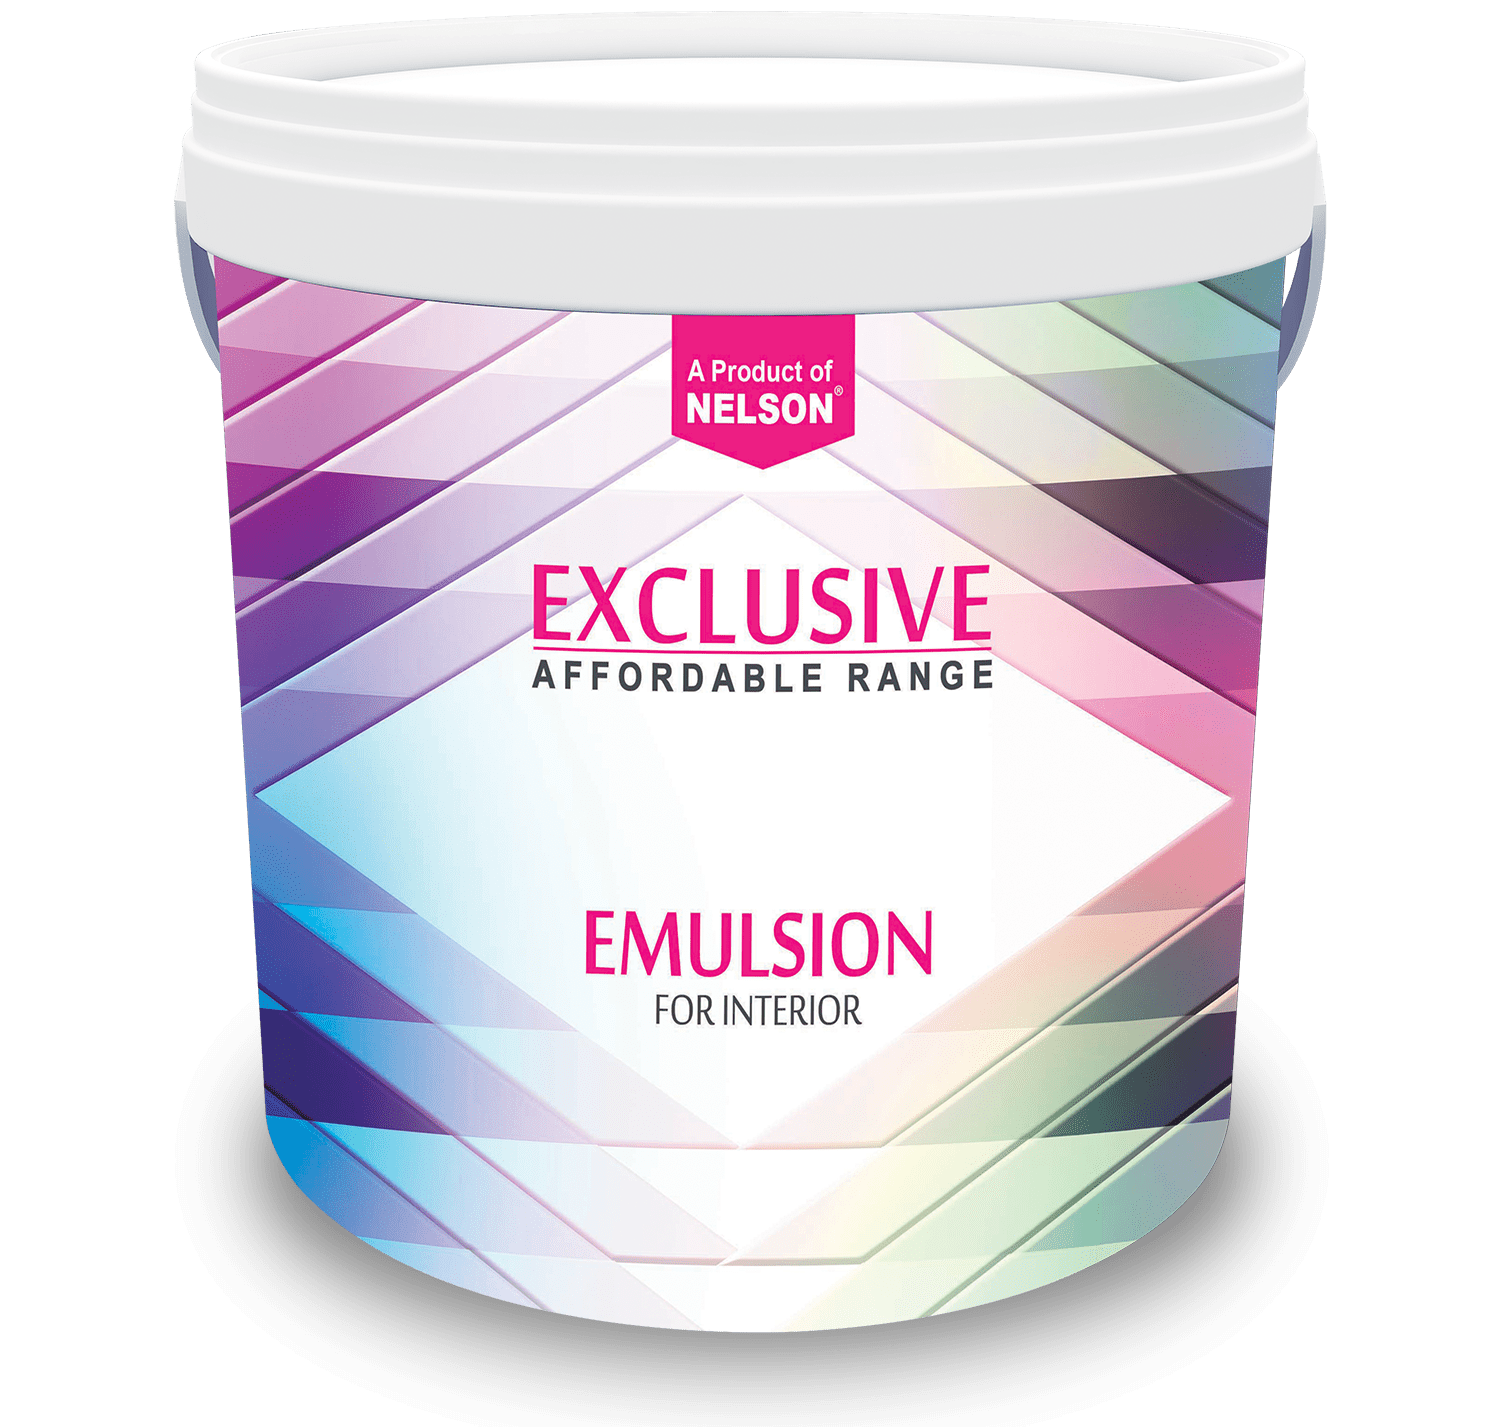 A Product of
NELSON®
EXCLUSIVE
AFFORDABLE RANGE
EMULSION
FOR INTERIOR